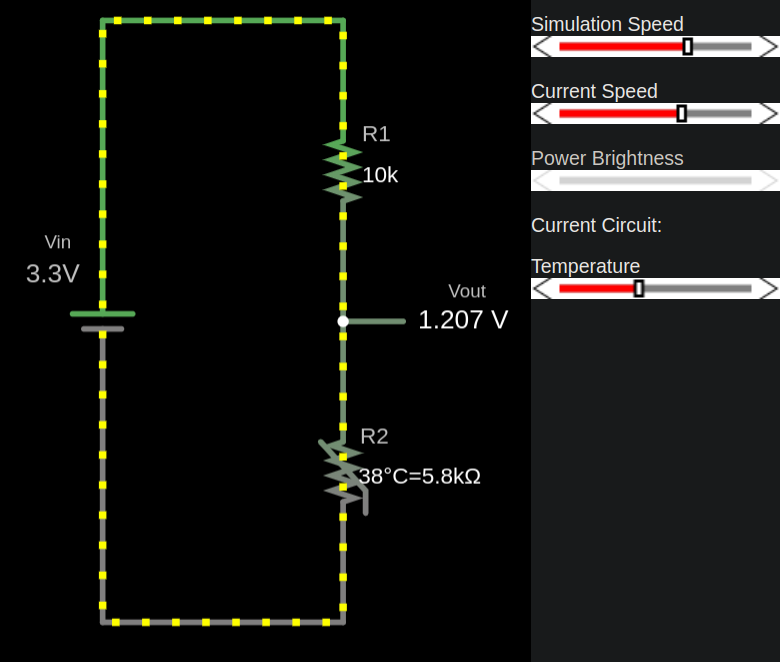 Simulation Speed
Current Speed
Power Brightness
Current Circuit:
Temperature
R1
10k
Vin
3.3V
Vout
1.207 V
R2
38°C=5.8kΩ